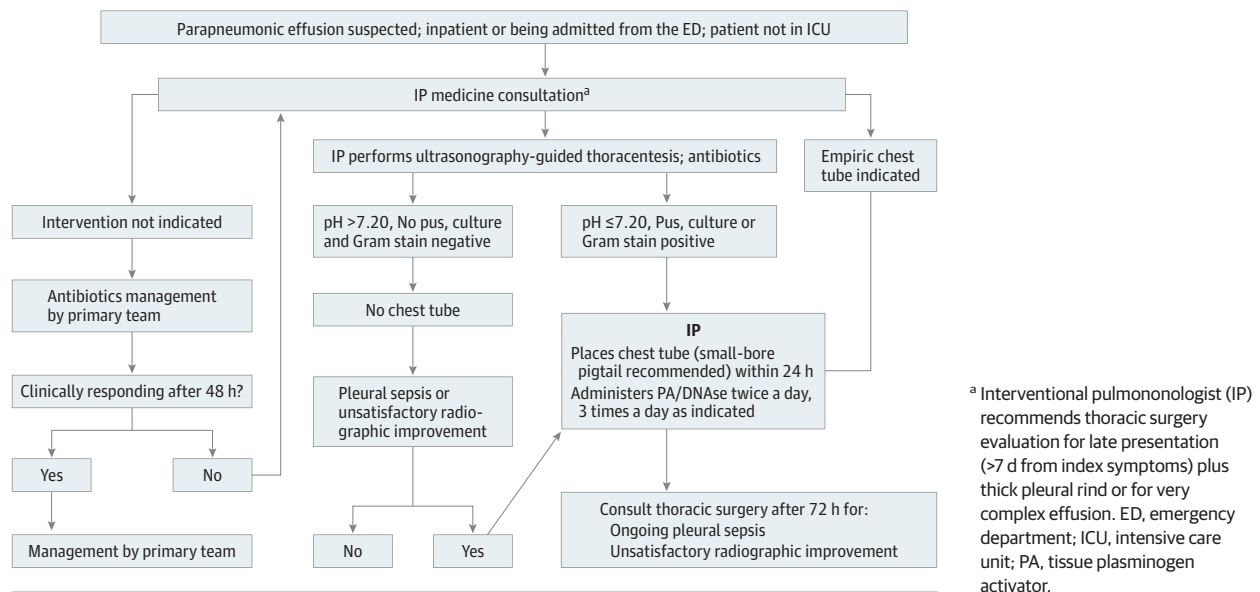 Parapneumonic effusion suspected; inpatient or being admitted from the ED; patient not in ICU
IP medicine consultationᵃ
IP performs ultrasonography-guided thoracentesis; antibiotics
Empiric chest
tube indicated
Intervention not indicated
pH >7.20, No pus, culture
and Gram stain negative
pH ≤7.20, Pus, culture or
Gram stain positive
Antibiotics management
by primary team
No chest tube
IP
Places chest tube (small-bore
pigtail recommended) within 24 h
Administers PA/DNAse twice a day,
3 times a day as indicated
Clinically responding after 48 h?
Pleural sepsis or
unsatisfactory radio-
graphic improvement
Yes
No
Management by primary team
No
Yes
Consult thoracic surgery after 72 h for:
Ongoing pleural sepsis
Unsatisfactory radiographic improvement
ᵃ Interventional pulmononologist (IP)
recommends thoracic surgery
evaluation for late presentation
(>7 d from index symptoms) plus
thick pleural rind or for very
complex effusion. ED, emergency
department; ICU, intensive care
unit; PA, tissue plasminogen
activator.